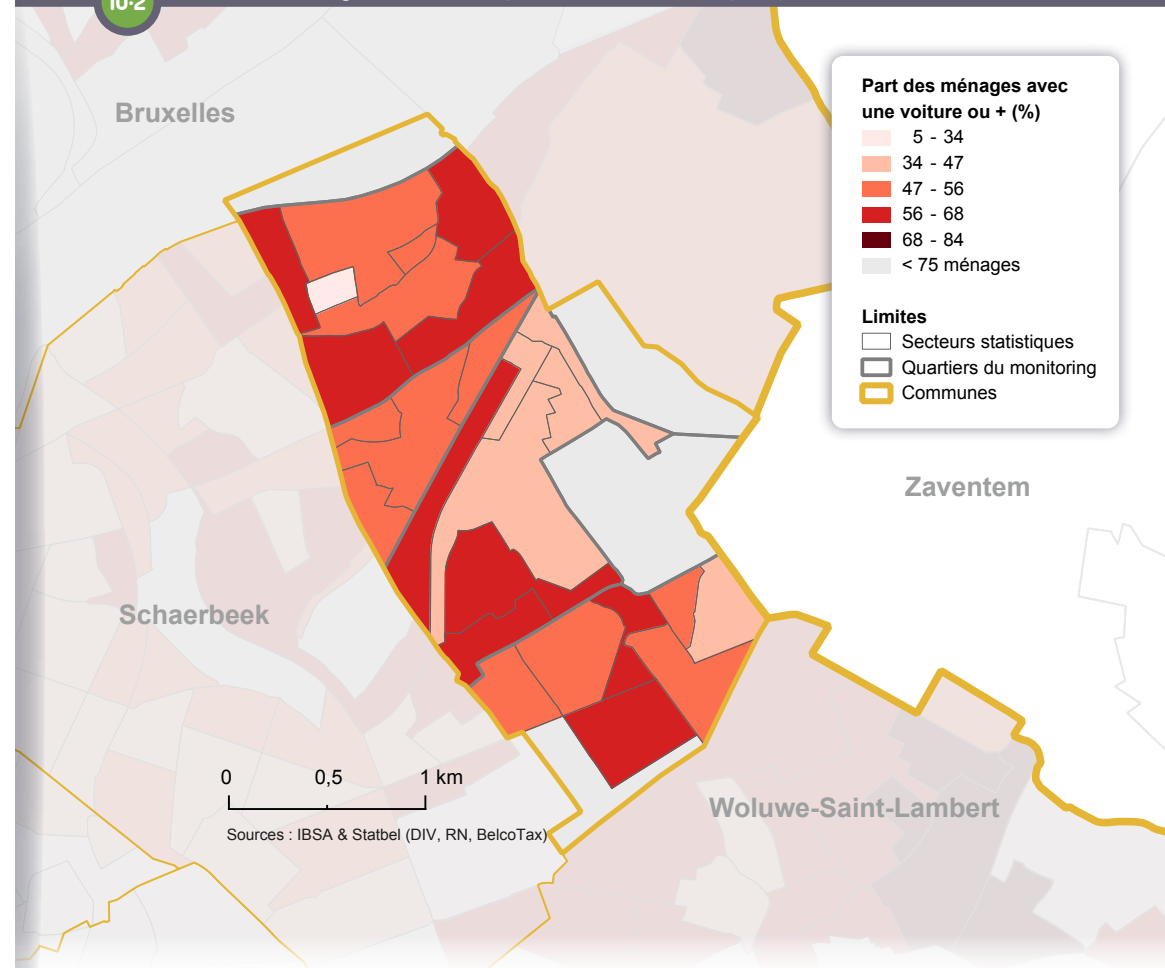 10.2
Bruxelles
Part des ménages avec
une voiture ou + (%)
5 - 34
34 - 47
47 - 56
56 - 68
68 - 84
< 75 ménages
Limites
Secteurs statistiques
Quartiers du monitoring
Communes
Zaventem
Schaerbeek
0 0,5 1 km
Woluwe-Saint-Lambert
Sources : IBSA & Statbel (DIV, RN, BelcoTax)